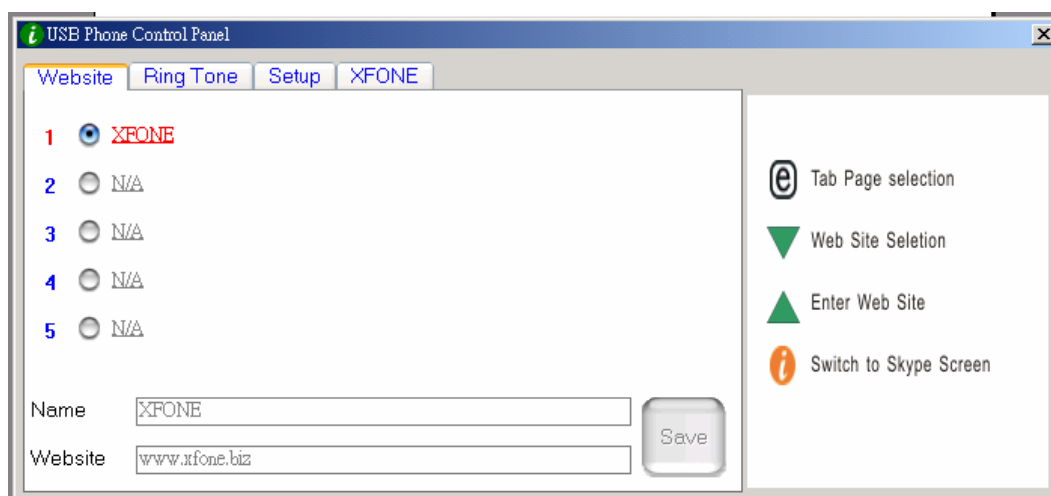 USB Phone Control Panel
Website Ring Tone Setup XFONE
1 XFONE
2 N/A
3 N/A
4 N/A
5 N/A
Name XFONE
Website www.xfone.biz
Save
e Tab Page selection
Web Site Seletion
Enter Web Site
i Switch to Skype Screen